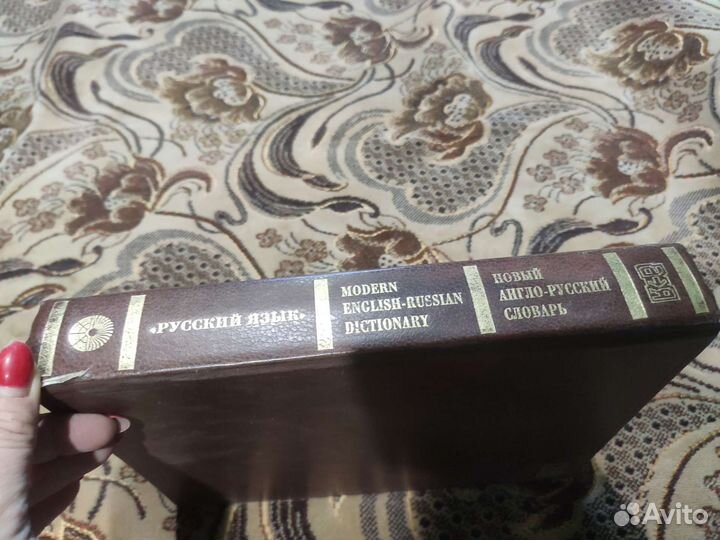 «РУССКИЙ ЯЗЫК»
MODERN
ENGLISH-RUSSIAN
DICTIONARY
НОВЫЙ
АНГЛО-РУССКИЙ
СЛОВАРЬ
Avito